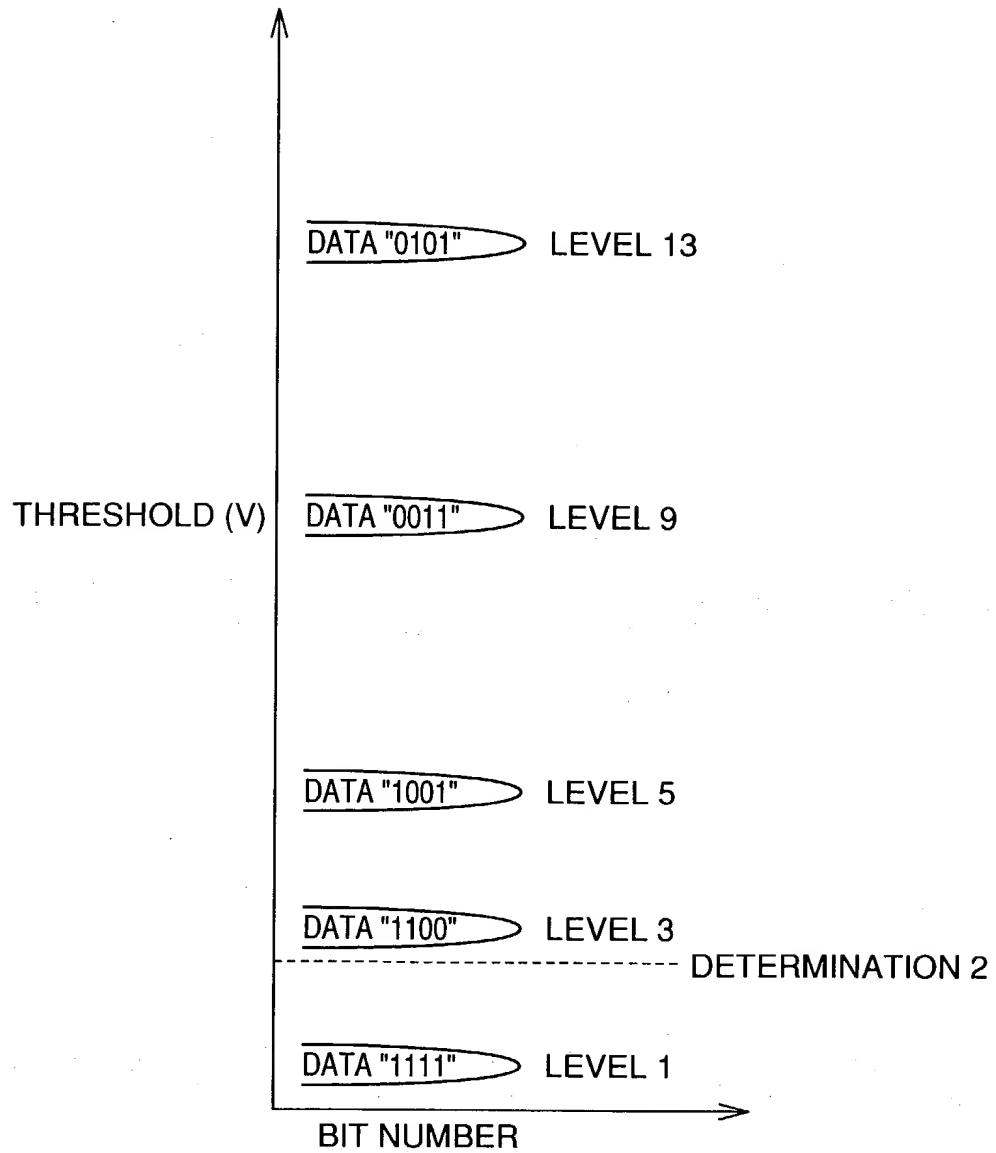 DATA "0101" LEVEL 13
THRESHOLD (V) DATA "0011" LEVEL 9
DATA "1001" LEVEL 5
DATA "1100" LEVEL 3
DETERMINATION 2
DATA "1111" LEVEL 1
BIT NUMBER